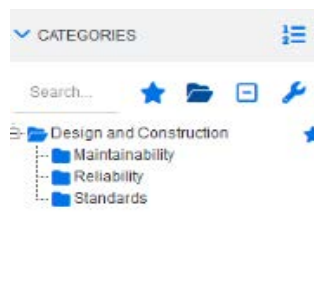 CATEGORIES
Search...
Design and Construction
Maintainability
Reliability
Standards